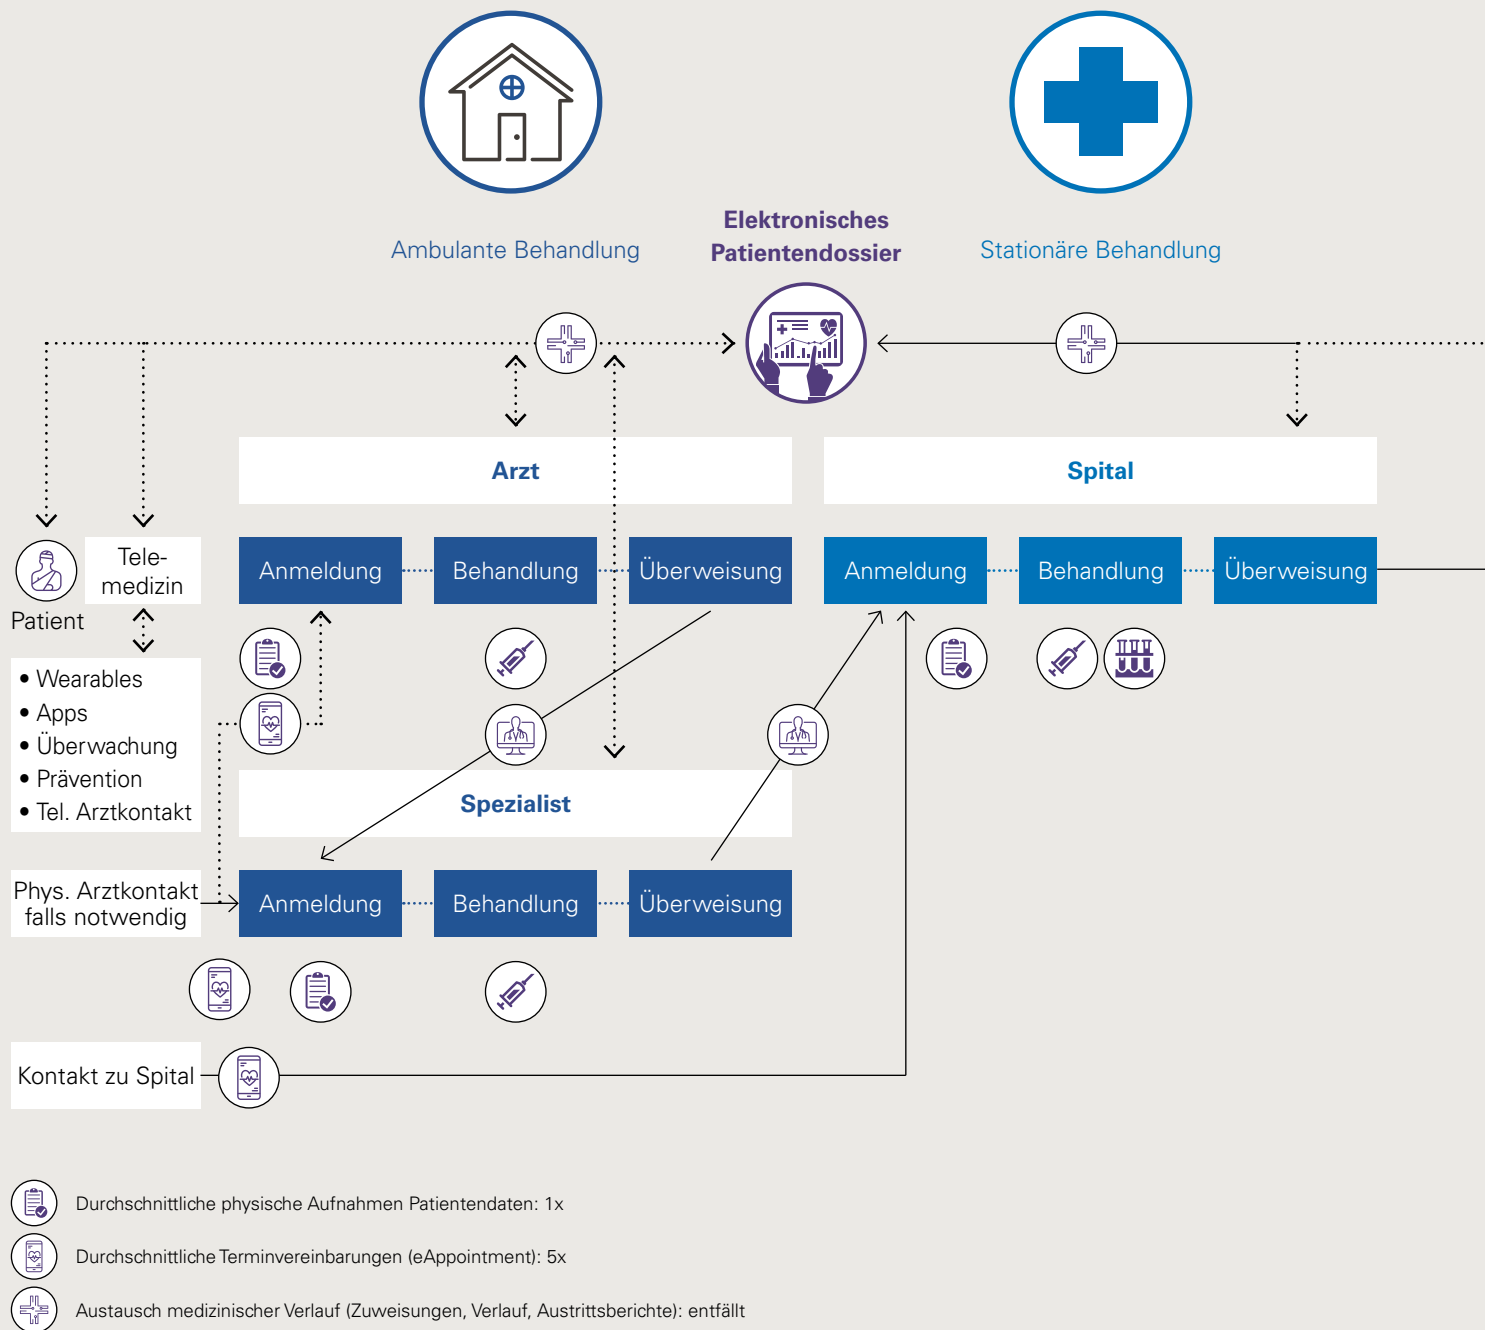 Elektronisches
Patientendossier
Ambulante Behandlung
Stationäre Behandlung
Arzt
Spital
Tele-
medizin
Anmeldung
Behandlung
Überweisung
Anmeldung
Behandlung
Überweisung
Patient
• Wearables
• Apps
• Überwachung
• Prävention
• Tel. Arztkontakt
Spezialist
Phys. Arztkontakt
falls notwendig
Anmeldung
Behandlung
Überweisung
Kontakt zu Spital
Durchschnittliche physische Aufnahmen Patientendaten: 1x
Durchschnittliche Terminvereinbarungen (eAppointment): 5x
Austausch medizinischer Verlauf (Zuweisungen, Verlauf, Austrittsberichte): entfällt